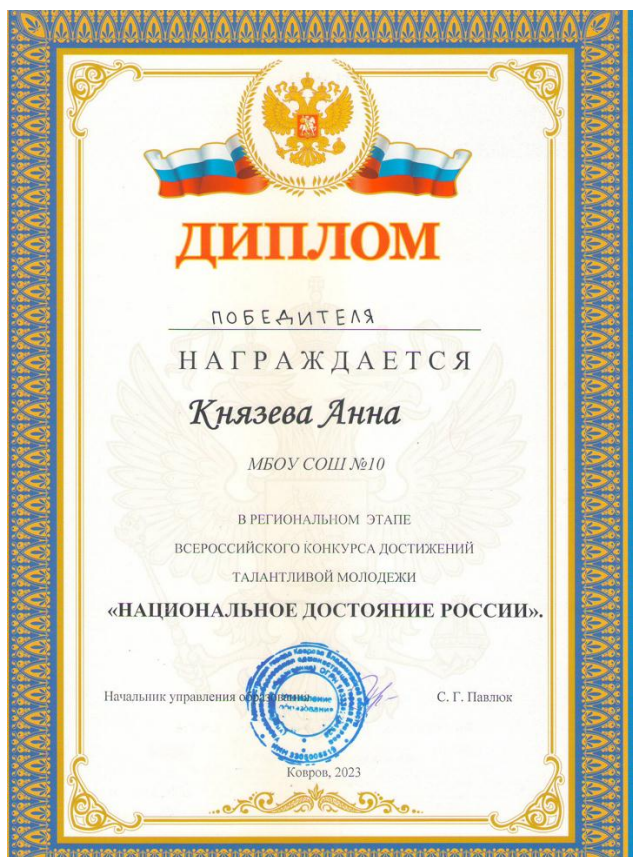 ДИПЛОМ
ПОБЕДИТЕЛЯ
НАГРАЖДАЕТСЯ
Князева Анна
МБОУ СОШ №10
В РЕГИОНАЛЬНОМ ЭТАПЕ
ВСЕРОССИЙСКОГО КОНКУРСА ДОСТИЖЕНИЙ
ТАЛАНТЛИВОЙ МОЛОДЕЖИ
«НАЦИОНАЛЬНОЕ ДОСТОЯНИЕ РОССИИ».
Начальник управления образования С. Г. Павлюк
Ковров, 2023